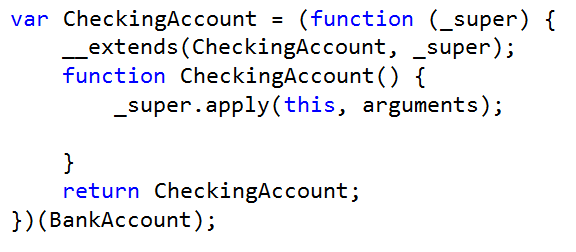 var CheckingAccount = (function (_super) {
    __extends(CheckingAccount, _super);
    function CheckingAccount() {
        _super.apply(this, arguments);

    }
    return CheckingAccount;
})(BankAccount);